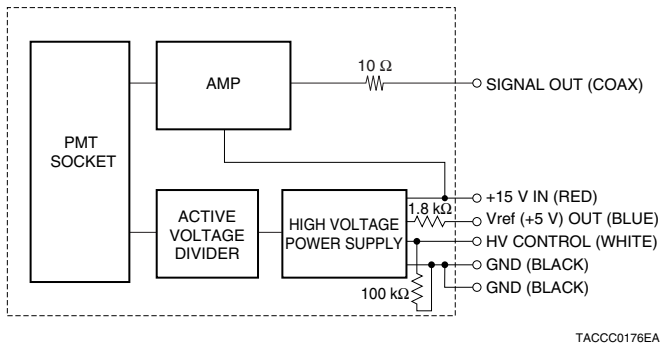 10 Ω
AMP
SIGNAL OUT (COAX)
PMT
SOCKET
+15 V IN (RED)
1.8 kΩ
Vref (+5 V) OUT (BLUE)
ACTIVE
VOLTAGE
DIVIDER
HIGH VOLTAGE
POWER SUPPLY
HV CONTROL (WHITE)
GND (BLACK)
100 kΩ
GND (BLACK)
TACCC0176EA